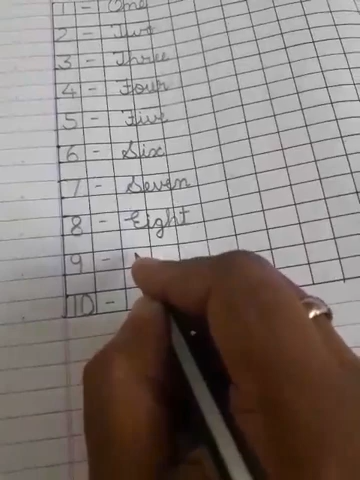 1 - One
2 - Two
3 - Three
4 - Four
5 - Five
6 - Six
7 - Seven
8 - Eight
9 -
10 -